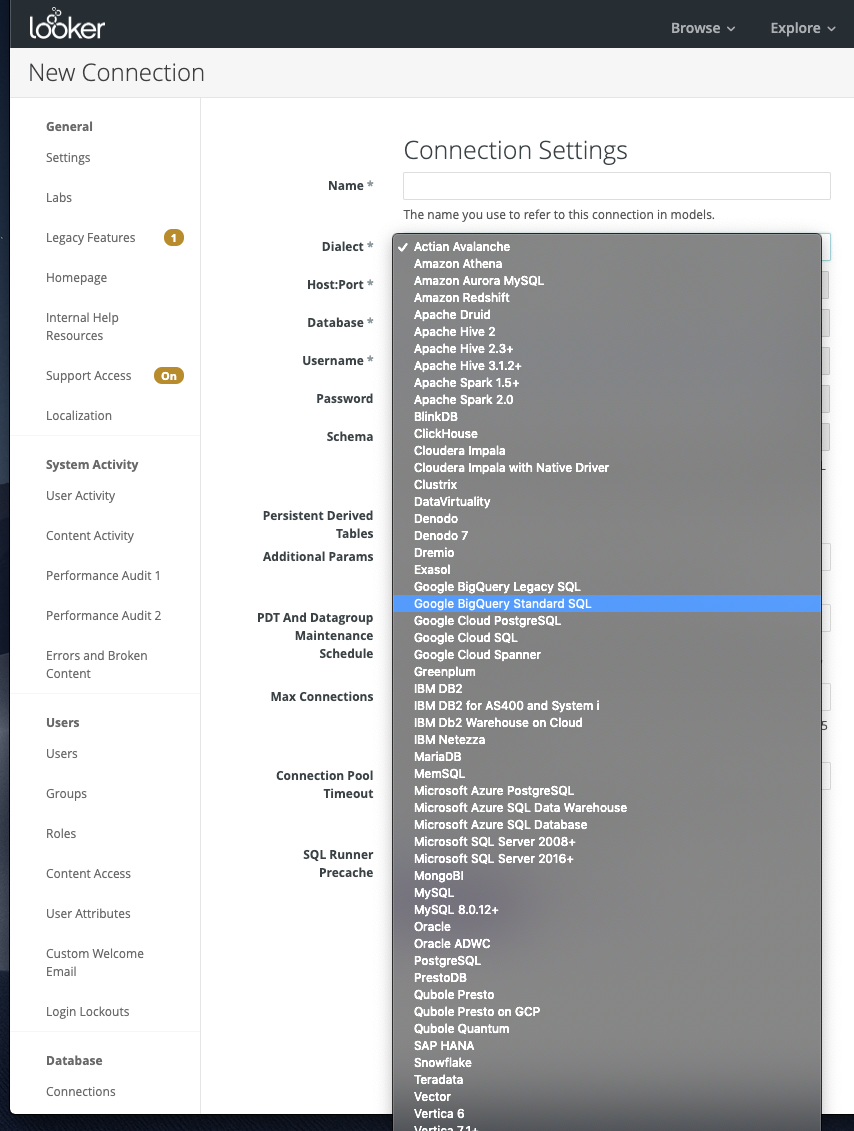 looker
Browse
Explore
New Connection
General
Settings
Labs
Legacy Features 1
Homepage
Internal Help
Resources
Support Access On
Localization
System Activity
User Activity
Content Activity
Performance Audit 1
Performance Audit 2
Errors and Broken
Content
Users
Users
Groups
Roles
Content Access
User Attributes
Custom Welcome
Email
Login Lockouts
Database
Connections
Connection Settings
Name *
The name you use to refer to this connection in models.
Dialect *
Host:Port *
Database *
Username *
Password
Schema
Persistent Derived
Tables
Additional Params
PDT And Datagroup
Maintenance
Schedule
Max Connections
5
Connection Pool
Timeout
SQL Runner
Precache
✓ Actian Avalanche
Amazon Athena
Amazon Aurora MySQL
Amazon Redshift
Apache Druid
Apache Hive 2
Apache Hive 2.3+
Apache Hive 3.1.2+
Apache Spark 1.5+
Apache Spark 2.0
BlinkDB
ClickHouse
Cloudera Impala
Cloudera Impala with Native Driver
Clustrix
DataVirtuality
Denodo
Denodo 7
Dremio
Exasol
Google BigQuery Legacy SQL
Google BigQuery Standard SQL
Google Cloud PostgreSQL
Google Cloud SQL
Google Cloud Spanner
Greenplum
IBM DB2
IBM DB2 for AS400 and System i
IBM Db2 Warehouse on Cloud
IBM Netezza
MariaDB
MemSQL
Microsoft Azure PostgreSQL
Microsoft Azure SQL Data Warehouse
Microsoft Azure SQL Database
Microsoft SQL Server 2008+
Microsoft SQL Server 2016+
MongoBI
MySQL
MySQL 8.0.12+
Oracle
Oracle ADWC
PostgreSQL
PrestoDB
Qubole Presto
Qubole Presto on GCP
Qubole Quantum
SAP HANA
Snowflake
Teradata
Vector
Vertica 6
Vertica 7.1+